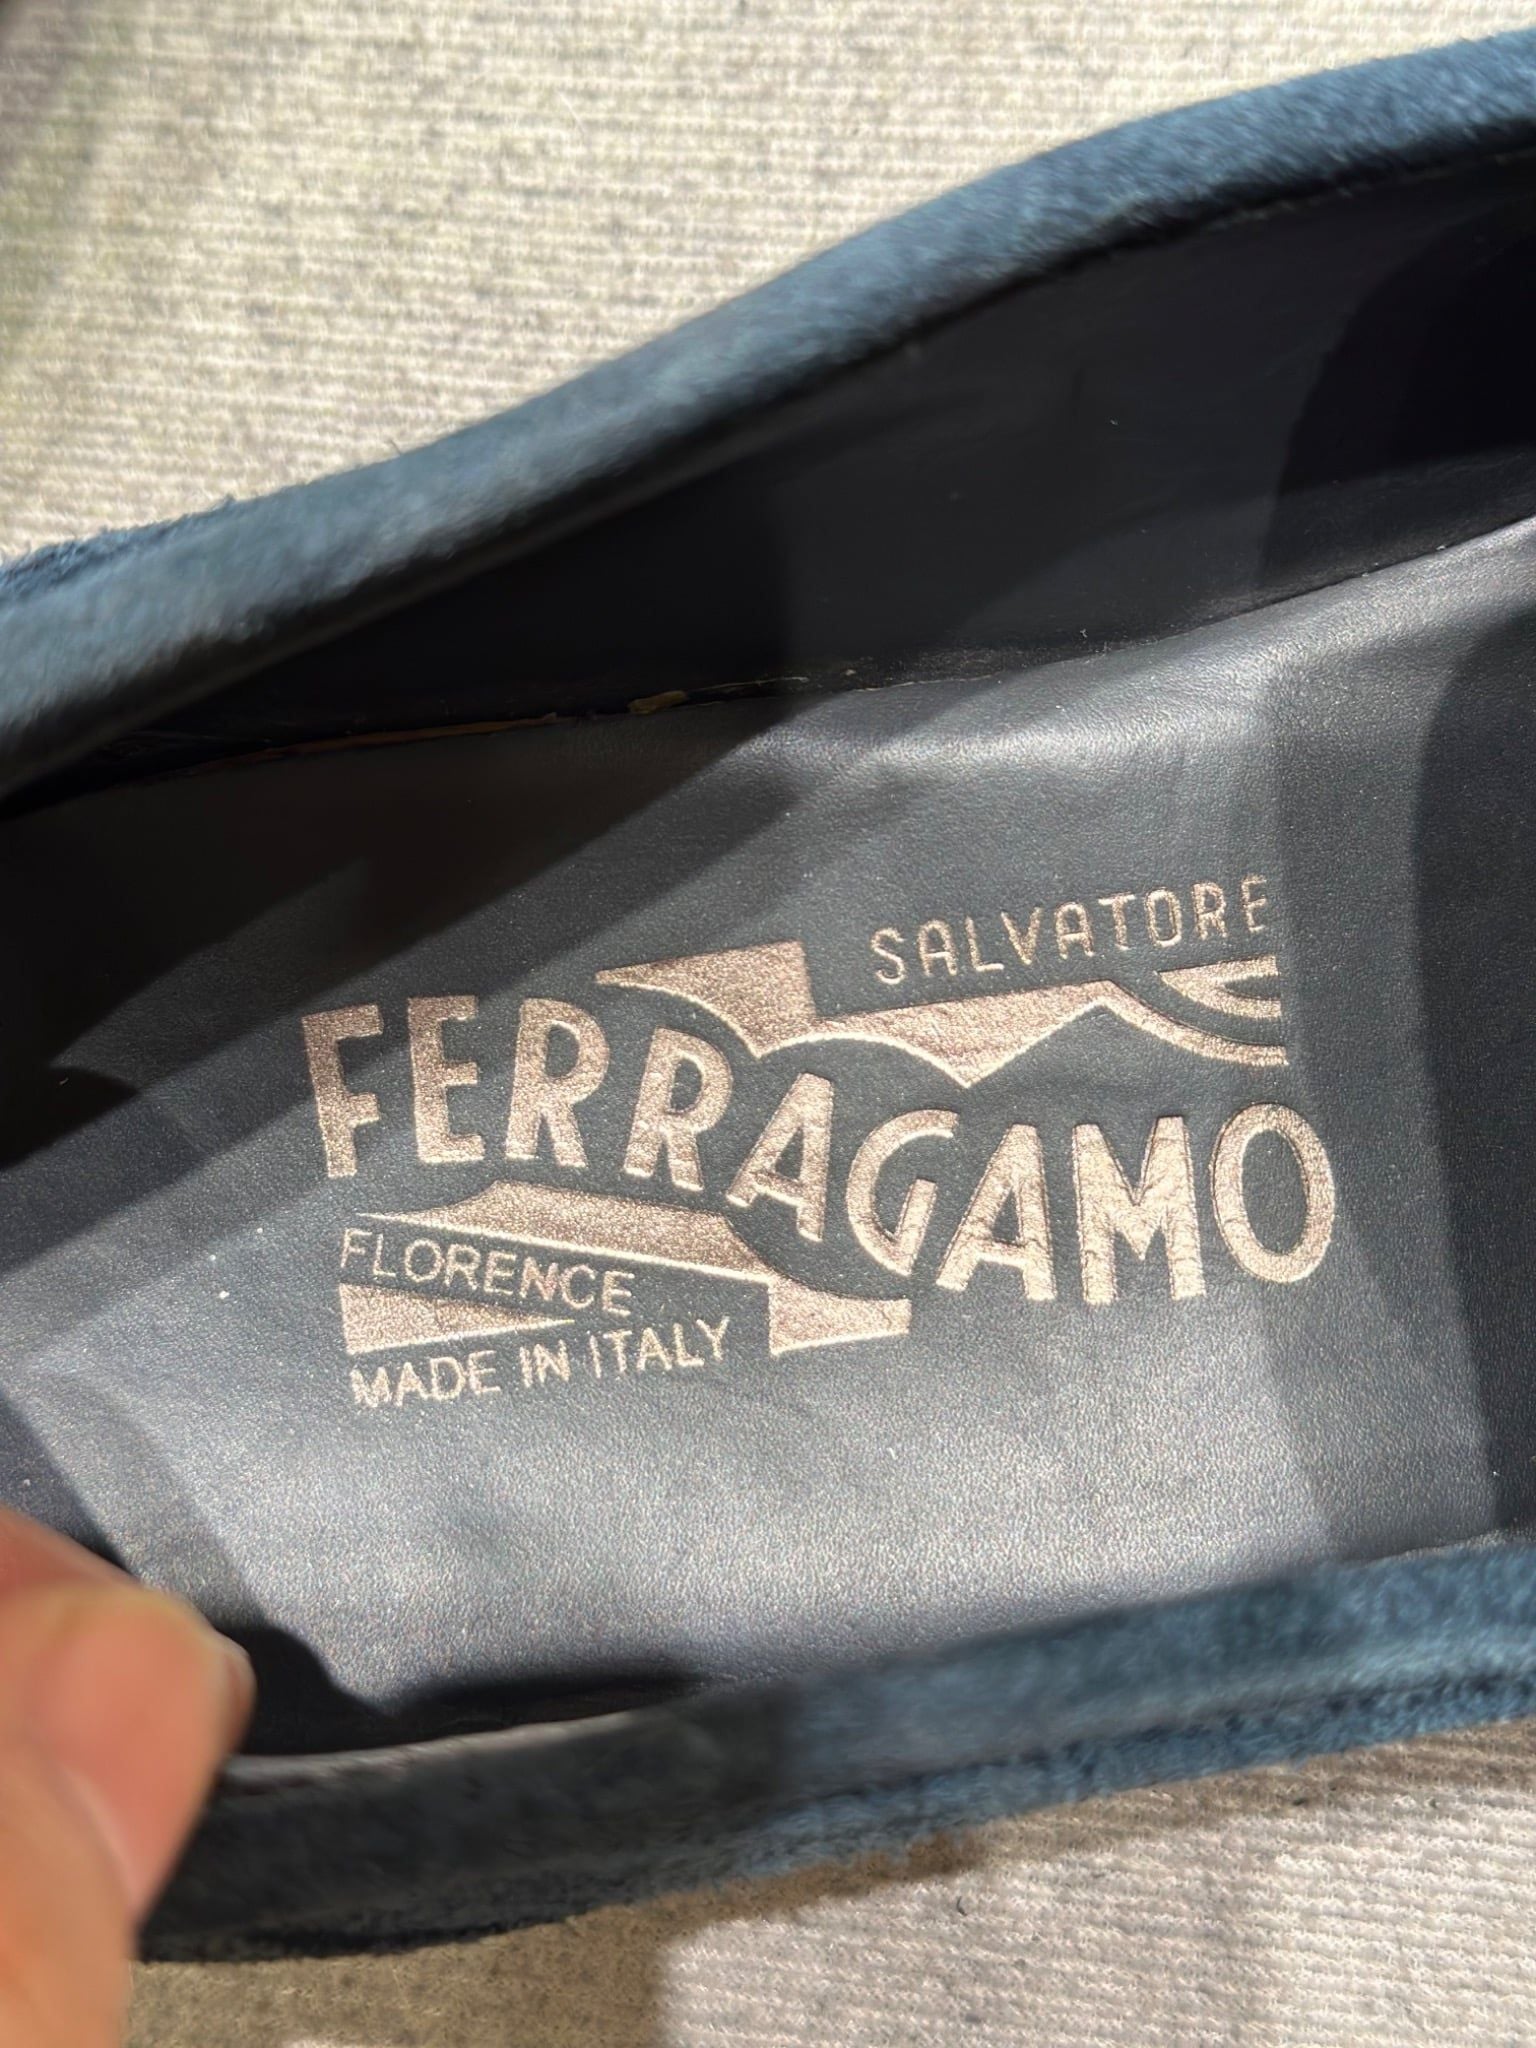 SALVATORE
FERRAGAMO
FLORENCE
MADE IN ITALY